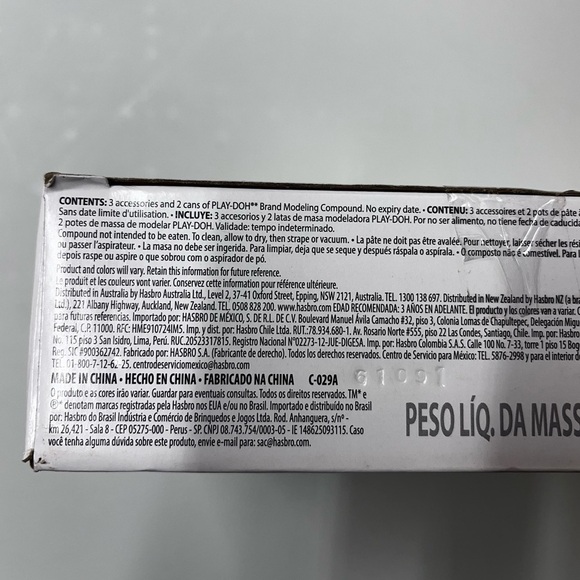 CONTENTS: 3 accessories and 2 cans of PLAY-DOH** Brand Modeling Compound. No expiry date. • CONTENU: 3 accessoires et 2 pots de pâte à
Sans date limite d'utilisation. • INCLUYE: 3 accesorios y 2 latas de masa modeladora PLAY-DOH. Por ser alimento, no tiene fecha de caducida
2 potes de massa de modelar PLAY-DOH. Validade: tempo indeterminado.
Compound not intended to be eaten. To clean, allow to dry, then scrape or vacuum. • La pâte ne doit pas être avalée. Pour nettoyer, laisser sécher les rési
ou passer l'aspirateur. • La masa no debe ser ingerida. Para limpiar, deja que se seque y después ráspala o aspírala. • O composto não é comestível. Para l
depois raspe ou aspire o que sobrou com o aspirador de pó.
Product and colors will vary. Retain this information for future reference.
Le produit et les couleurs vont varier. Conservez cette information pour référence ultérieure.
Distributed in Australia by Hasbro Australia Ltd., Level 2, 37-41 Oxford Street, Epping, NSW 2121, Australia. TEL. 1300 138 697. Distributed in New Zealand by Hasbro NZ (a bra
Ltd.), 221 Albany Highway, Auckland, New Zealand. TEL. 0508 828 200. www.hasbro.com EDAD RECOMENDADA: 3 AÑOS EN ADELANTE. El producto y los colores van a variar. C
para futuras referencias. Importado por: HASBRO DE MEXICO, S. DE R.L. DE C.V. Boulevard Manuel Ávila Camacho #32, piso 3, Colonia Lomas de Chapultepec, Delegación Migu
Federal, C.P. 11000. RFC: HME910724IM5. Imp. y dist. por: Hasbro Chile Ltd. RUT.:78.934.680-1. Av. Rosario Norte #555, piso 22 Las Condes, Santiago, Chile. Imp. por: Hasbro
No. 115 piso 3 San Isidro, Lima, Perú. RUC.20523317815. Registro Nacional N°02273-12-JUE-DIGESA. Imp. por: Hasbro Colombia S.A.S. Calle 100 No. 7-33, torre 1 piso 15 Bog
Reg. SIC #900362742. Fabricado por: HASBRO S.A. (Fabricante de derecho). Todos los derechos reservados. Centro de Servicio para México: TEL. 5876-2998 y para el interior d
TEL. 01-800-7-12-62-25. centrodeserviciomexico@hasbro.com
MADE IN CHINA • HECHO EN CHINA • FABRICADO NA CHINA C-029A 61091
O produto e as cores irão variar. Guardar para eventuais consultas. Todos os direitos reservados. TM* e
®* denotam marcas registradas pela Hasbro nos EUA e/ou no Brasil. Importado e distribuído no Brasil
por: Hasbro do Brasil Indústria e Comércio de Brinquedos e Jogos Ltda. Rod. Anhanguera, s/nº -
km 26,421 - Sala 8 - CEP 05275-000 - Perus - SP. CNPJ 08.743.754/0003-05 - IE 148625093115. Caso
você tenha alguma dúvida sobre este produto, envie e-mail para: sac@hasbro.com.
PESO LÍQ. DA MASS